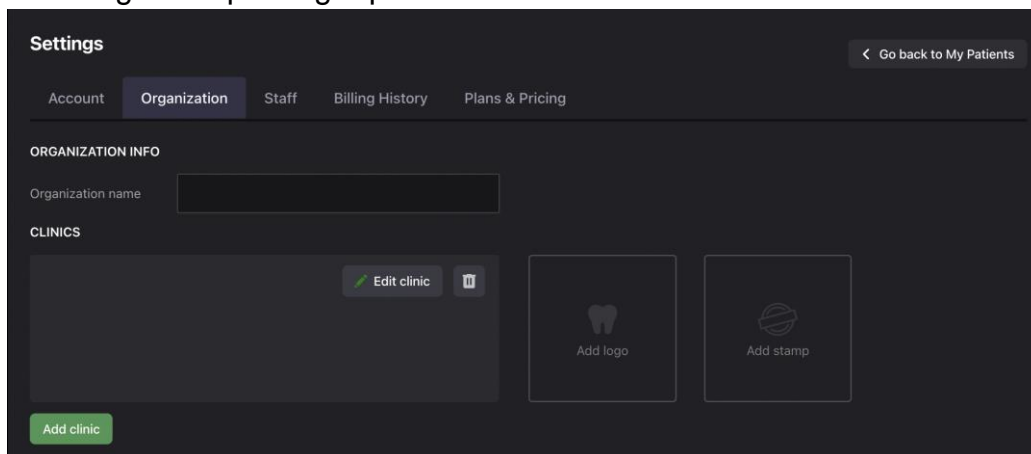 Settings
Go back to My Patients
Account Organization Staff Billing History Plans & Pricing
ORGANIZATION INFO
Organization name
CLINICS
Edit clinic
Add logo Add stamp
Add clinic